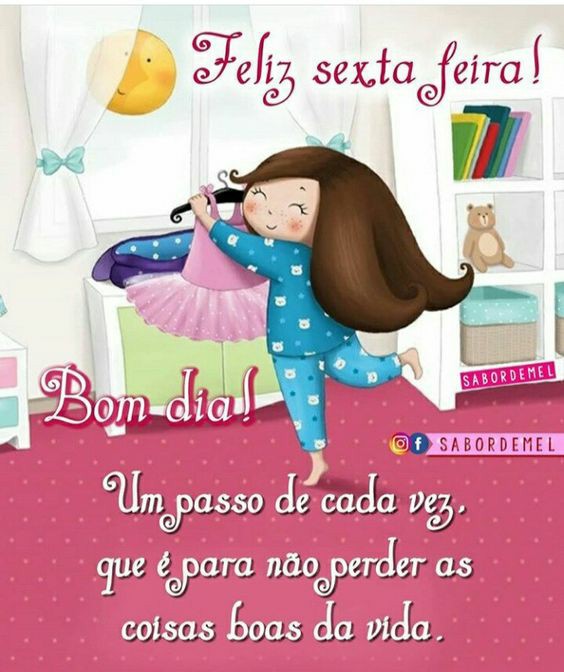 Feliz sexta feira!
SABORDEMEL
Bom dia!
SABORDEMEL
Um passo de cada vez.
que é para não perder as
coisas boas da vida.